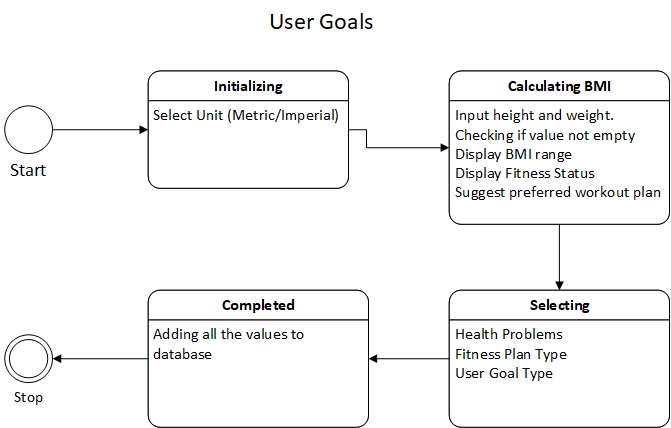 User Goals
Initializing
Select Unit (Metric/Imperial)
Start
Calculating BMI
Input height and weight.
Checking if value not empty
Display BMI range
Display Fitness Status
Suggest preferred workout plan
Selecting
Health Problems
Fitness Plan Type
User Goal Type
Completed
Adding all the values to
database
Stop